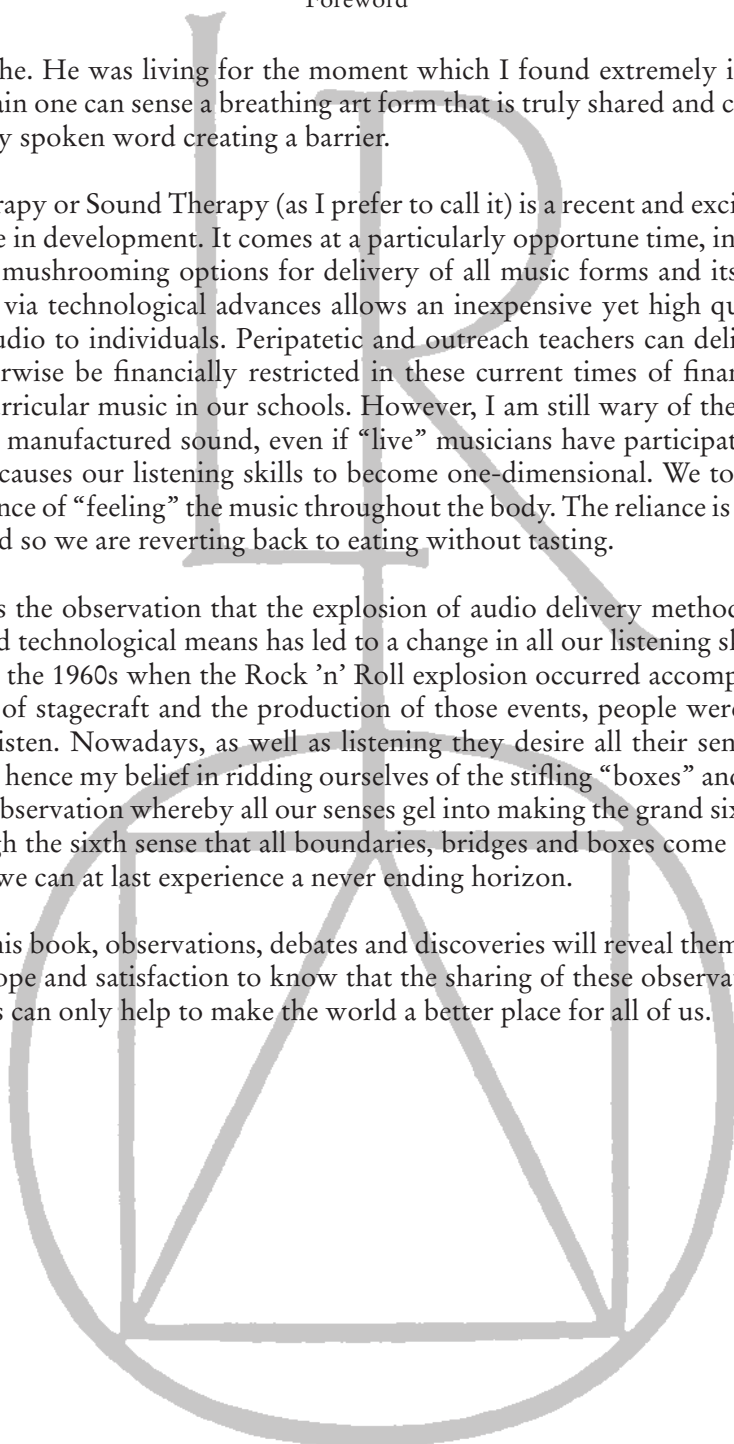 Foreword
he. He was living for the moment which I found extremely i
ain one can sense a breathing art form that is truly shared and c
y spoken word creating a barrier.
rapy or Sound Therapy (as I prefer to call it) is a recent and exci
e in development. It comes at a particularly opportune time, in
mushrooming options for delivery of all music forms and its
via technological advances allows an inexpensive yet high qu
udio to individuals. Peripatetic and outreach teachers can deli
rwise be financially restricted in these current times of finan
urricular music in our schools. However, I am still wary of the
manufactured sound, even if “live” musicians have participat
causes our listening skills to become one-dimensional. We to
nce of “feeling” the music throughout the body. The reliance is
d so we are reverting back to eating without tasting.
s the observation that the explosion of audio delivery method
d technological means has led to a change in all our listening sk
the 1960s when the Rock ’n’ Roll explosion occurred accomp
of stagecraft and the production of those events, people were
isten. Nowadays, as well as listening they desire all their sen
hence my belief in ridding ourselves of the stifling “boxes” and
bservation whereby all our senses gel into making the grand six
gh the sixth sense that all boundaries, bridges and boxes come
we can at last experience a never ending horizon.
his book, observations, debates and discoveries will reveal them
ope and satisfaction to know that the sharing of these observa
s can only help to make the world a better place for all of us.
LR